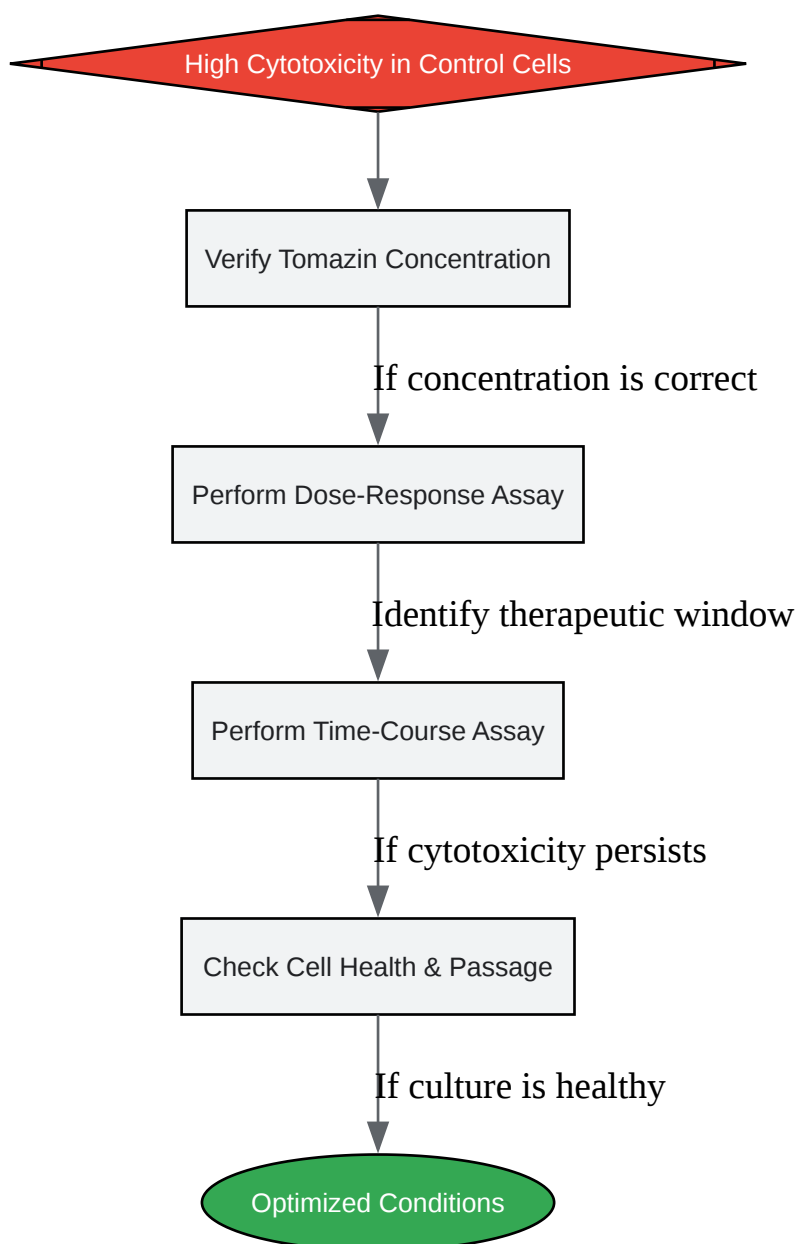 High Cytotoxicity in Control Cells
Verify Tomazin Concentration
If concentration is correct
Perform Dose-Response Assay
Identify therapeutic window
Perform Time-Course Assay
If cytotoxicity persists
Check Cell Health & Passage
If culture is healthy
Optimized Conditions